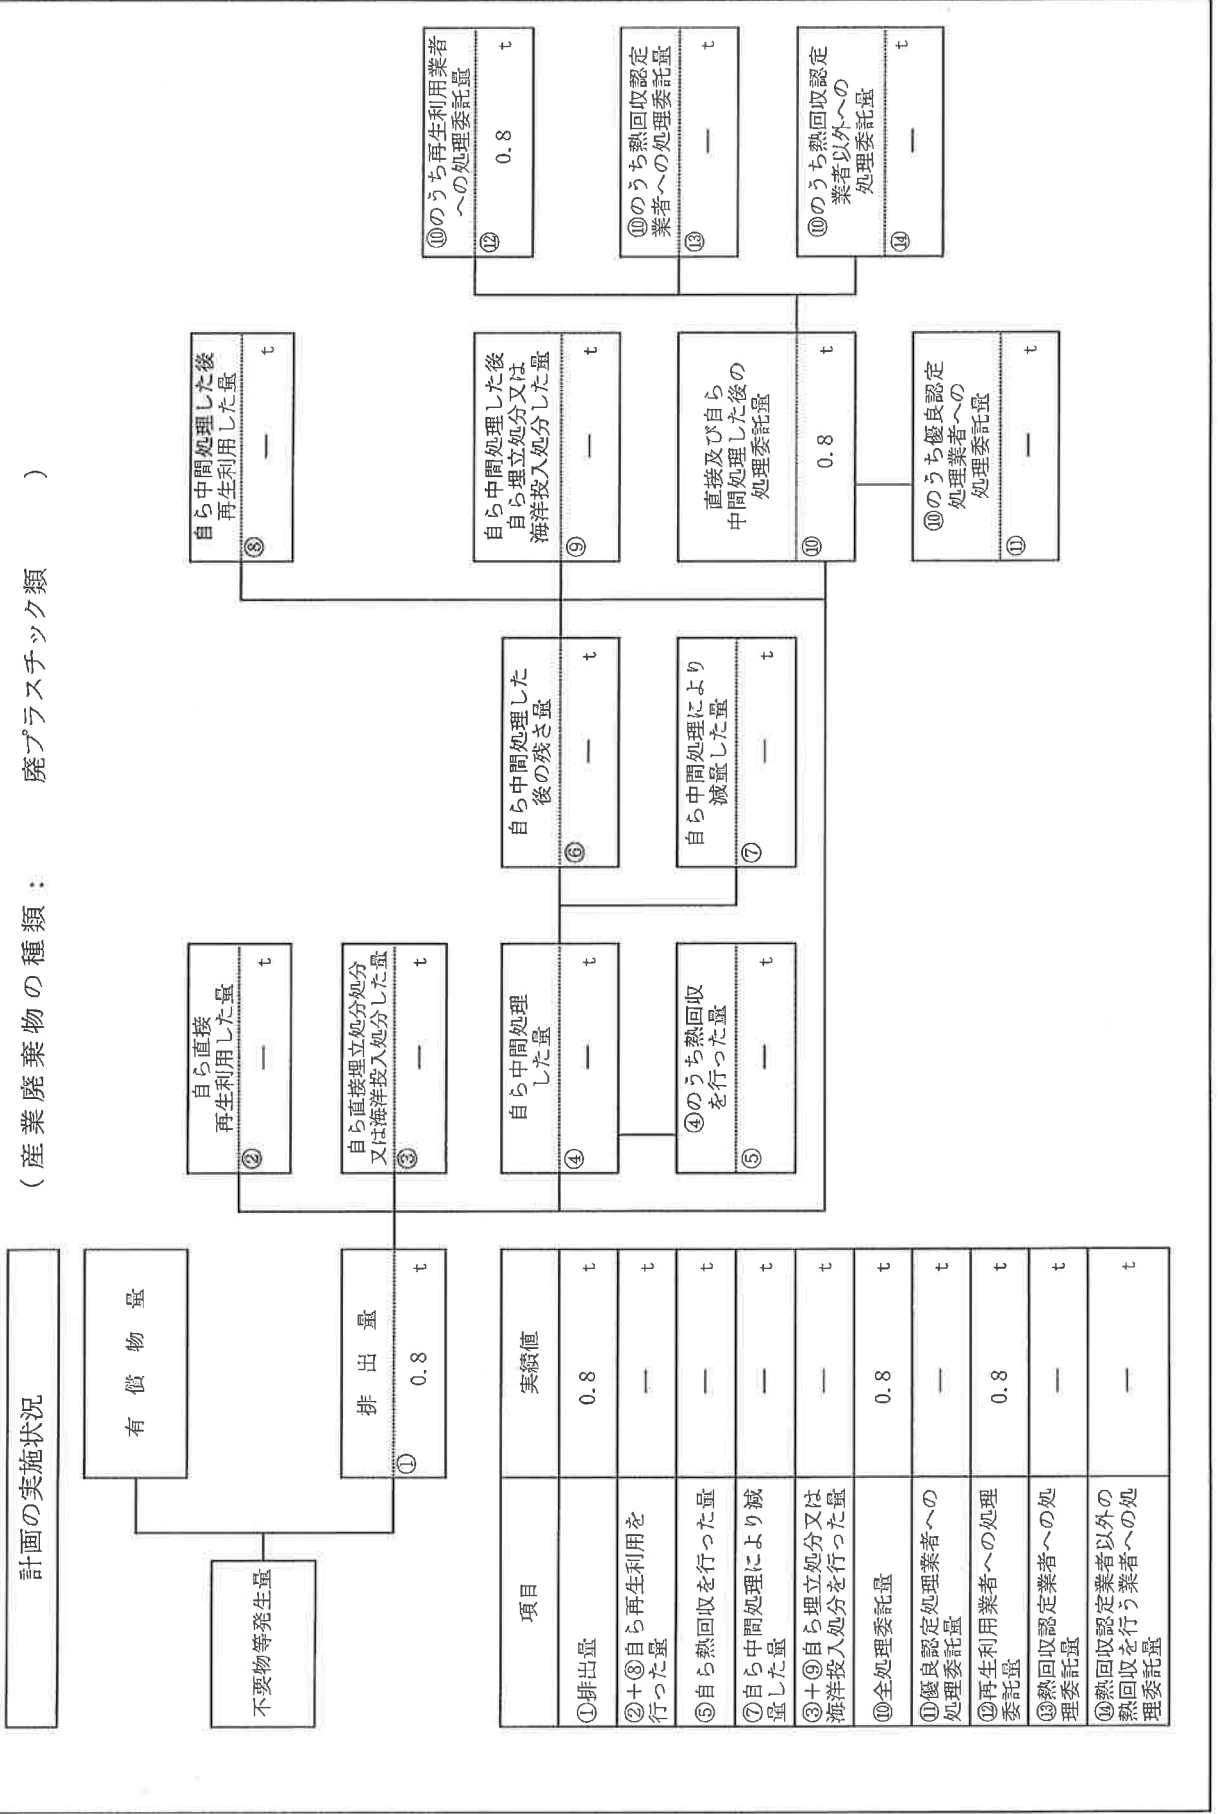 計画の実施状況
（産業廃棄物の種類：　廃プラスチック類　）
不要物等発生量
有償物量
排出量
① 0.8 t
自ら直接
再生利用した量
② ― t
自ら直接埋立処分処分
又は海洋投入処分した量
③ ― t
自ら中間処理
した量
④ ― t
④のうち熱回収
を行った量
⑤ ― t
自ら中間処理した
後の残さ量
⑥ ― t
自ら中間処理により
減量した量
⑦ ― t
自ら中間処理した後
再生利用した量
⑧ ― t
自ら中間処理した後
自ら埋立処分又は
海洋投入処分した量
⑨ ― t
直接及び自ら
中間処理した後の
処理委託量
⑩ 0.8 t
⑩のうち優良認定
処理業者への
処理委託量
⑪ ― t
⑩のうち再生利用業者
への処理委託量
⑫ 0.8 t
⑩のうち熱回収認定
業者への処理委託量
⑬ ― t
⑩のうち熱回収認定
業者以外への
処理委託量
⑭ ― t
項目 実績値
①排出量 0.8 t
②＋⑧自ら再生利用を
行った量 ― t
⑤自ら熱回収を行った量 ― t
⑦自ら中間処理により減
量した量 ― t
③＋⑨自ら埋立処分又は
海洋投入処分を行った量 ― t
⑩全処理委託量 0.8 t
⑪優良認定処理業者への
処理委託量 ― t
⑫再生利用業者への処理
委託量 0.8 t
⑬熱回収認定業者への処
理委託量 ― t
⑭熱回収認定業者以外の
熱回収を行う業者への処
理委託量 ― t